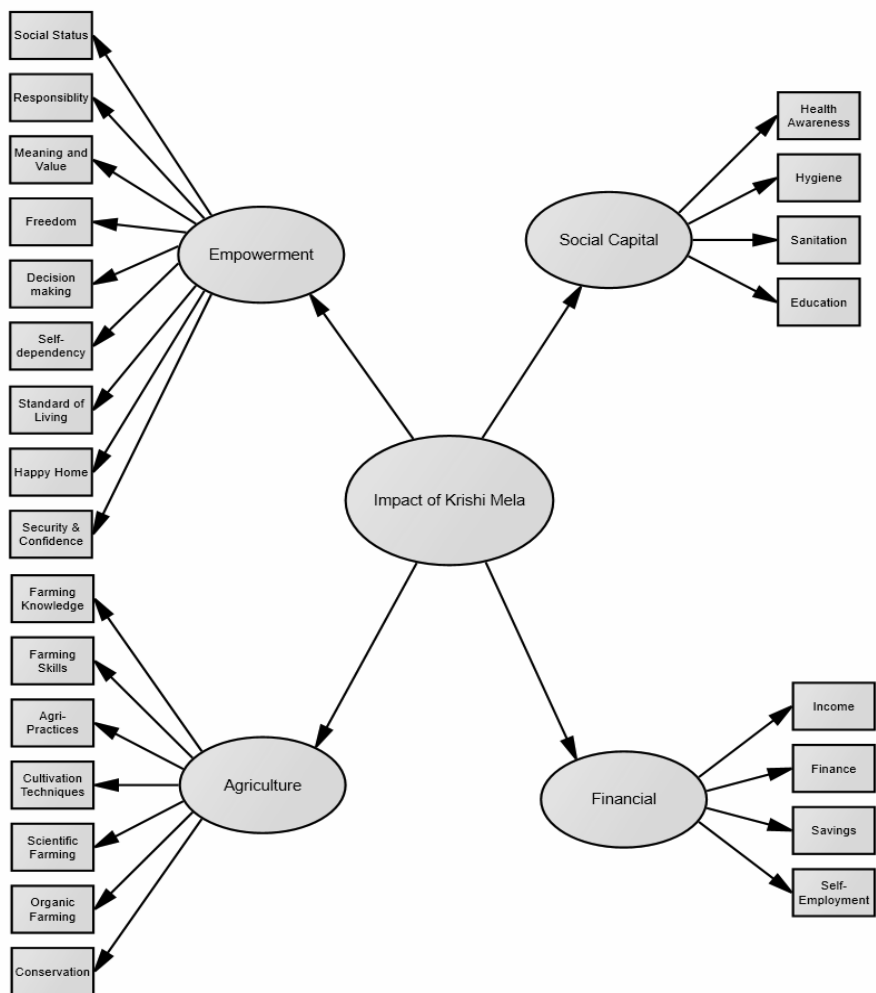 Social Status
Responsiblity
Meaning and
Value
Freedom
Decision
making
Self-
dependency
Standard of
Living
Happy Home
Security &
Confidence
Empowerment
Health
Awareness
Hygiene
Sanitation
Education
Social Capital
Impact of Krishi Mela
Farming
Knowledge
Farming
Skills
Agri-
Practices
Cultivation
Techniques
Scientific
Farming
Organic
Farming
Conservation
Agriculture
Income
Finance
Savings
Self-
Employment
Financial